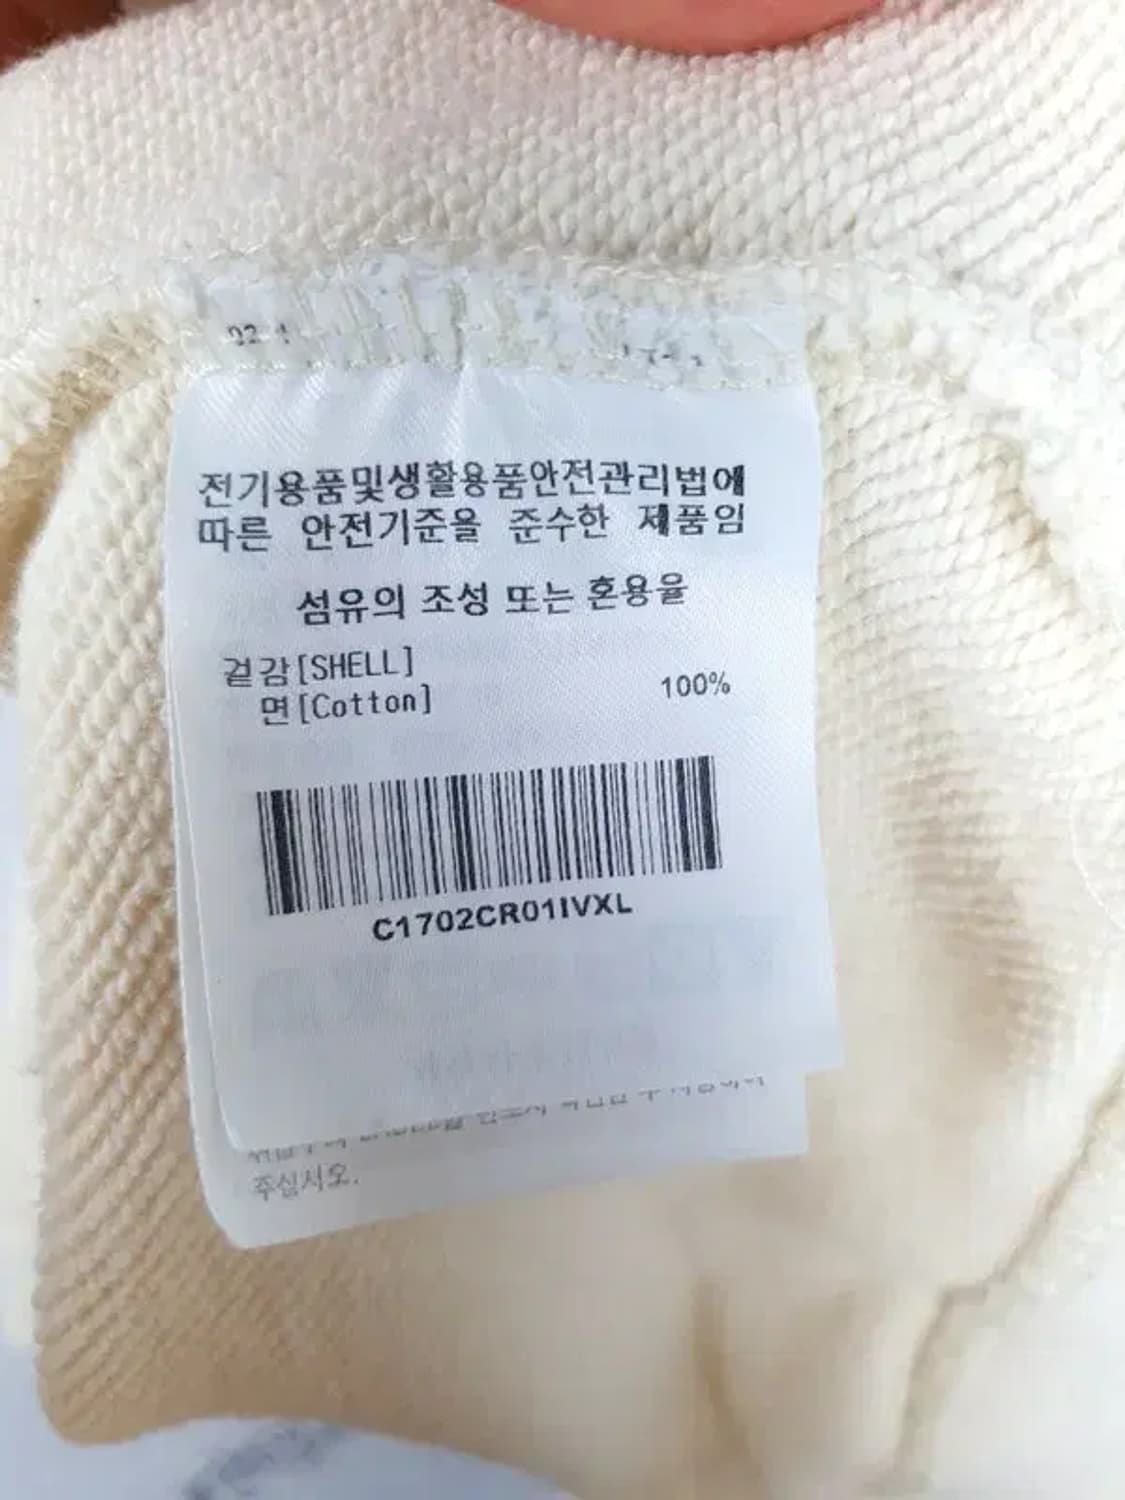 전기용품및생활용품안전관리법에
따른 안전기준을 준수한 제품임
섬유의 조성 또는 혼용율
겉감[SHELL]
면[Cotton] 100%
C1702CR01IVXL
주십시오.